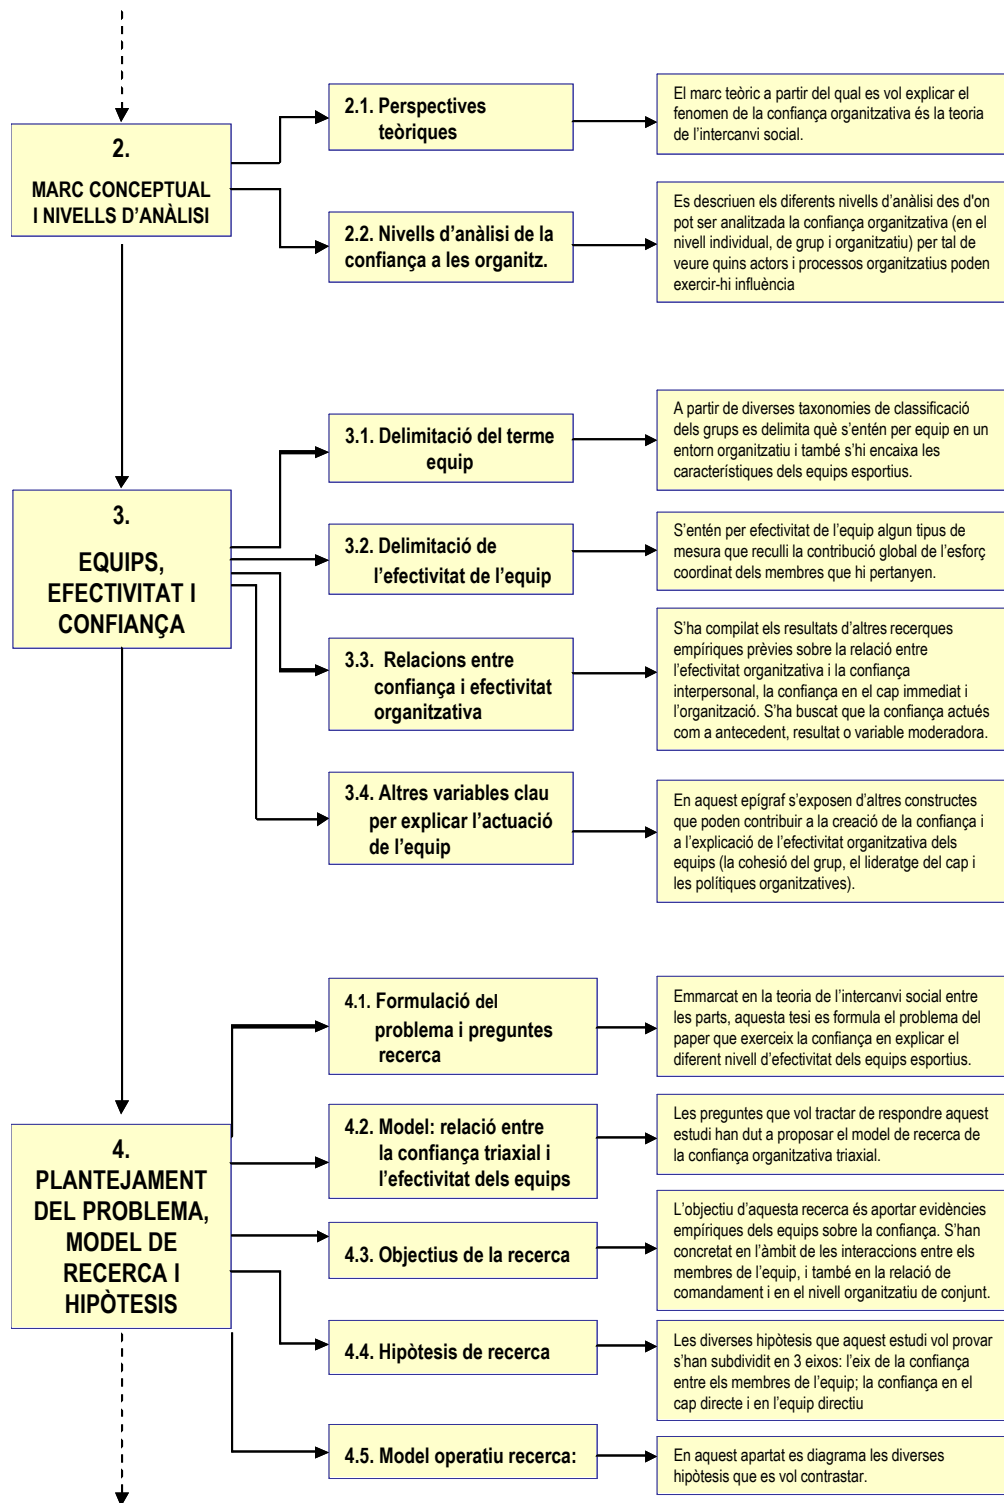 2.
MARC CONCEPTUAL
I NIVELLS D’ANÀLISI
2.1. Perspectives
teòriques
El marc teòric a partir del qual es vol explicar el
fenomen de la confiança organitzativa és la teoria
de l’intercanvi social.
2.2. Nivells d’anàlisi de la
confiança a les organitz.
Es descriuen els diferents nivells d’anàlisi des d'on
pot ser analitzada la confiança organitzativa (en el
nivell individual, de grup i organitzatiu) per tal de
veure quins actors i processos organitzatius poden
exercir-hi influència
3.
EQUIPS,
EFECTIVITAT I
CONFIANÇA
3.1. Delimitació del terme
equip
A partir de diverses taxonomies de classificació
dels grups es delimita què s’entén per equip en un
entorn organitzatiu i també s’hi encaixa les
característiques dels equips esportius.
3.2. Delimitació de
l’efectivitat de l’equip
S’entén per efectivitat de l’equip algun tipus de
mesura que reculli la contribució global de l’esforç
coordinat dels membres que hi pertanyen.
3.3. Relacions entre
confiança i efectivitat
organitzativa
S’ha compilat els resultats d’altres recerques
empíriques prèvies sobre la relació entre
l’efectivitat organitzativa i la confiança
interpersonal, la confiança en el cap immediat i
l’organització. S’ha buscat que la confiança actués
com a antecedent, resultat o variable moderadora.
3.4. Altres variables clau
per explicar l’actuació
de l’equip
En aquest epígraf s’exposen d’altres constructes
que poden contribuir a la creació de la confiança i
a l’explicació de l’efectivitat organitzativa dels
equips (la cohesió del grup, el lideratge del cap i
les polítiques organitzatives).
4.
PLANTEJAMENT
DEL PROBLEMA,
MODEL DE
RECERCA I
HIPÒTESIS
4.1. Formulació del
problema i preguntes
recerca
Emmarcat en la teoria de l’intercanvi social entre
les parts, aquesta tesi es formula el problema del
paper que exerceix la confiança en explicar el
diferent nivell d’efectivitat dels equips esportius.
4.2. Model: relació entre
la confiança triaxial i
l’efectivitat dels equips
Les preguntes que vol tractar de respondre aquest
estudi han dut a proposar el model de recerca de
la confiança organitzativa triaxial.
4.3. Objectius de la recerca
L’objectiu d’aquesta recerca és aportar evidències
empíriques dels equips sobre la confiança. S’han
concretat en l’àmbit de les interaccions entre els
membres de l’equip, i també en la relació de
comandament i en el nivell organitzatiu de conjunt.
4.4. Hipòtesis de recerca
Les diverses hipòtesis que aquest estudi vol provar
s’han subdividit en 3 eixos: l’eix de la confiança
entre els membres de l’equip; la confiança en el
cap directe i en l’equip directiu
4.5. Model operatiu recerca:
En aquest apartat es diagrama les diverses
hipòtesis que es vol contrastar.